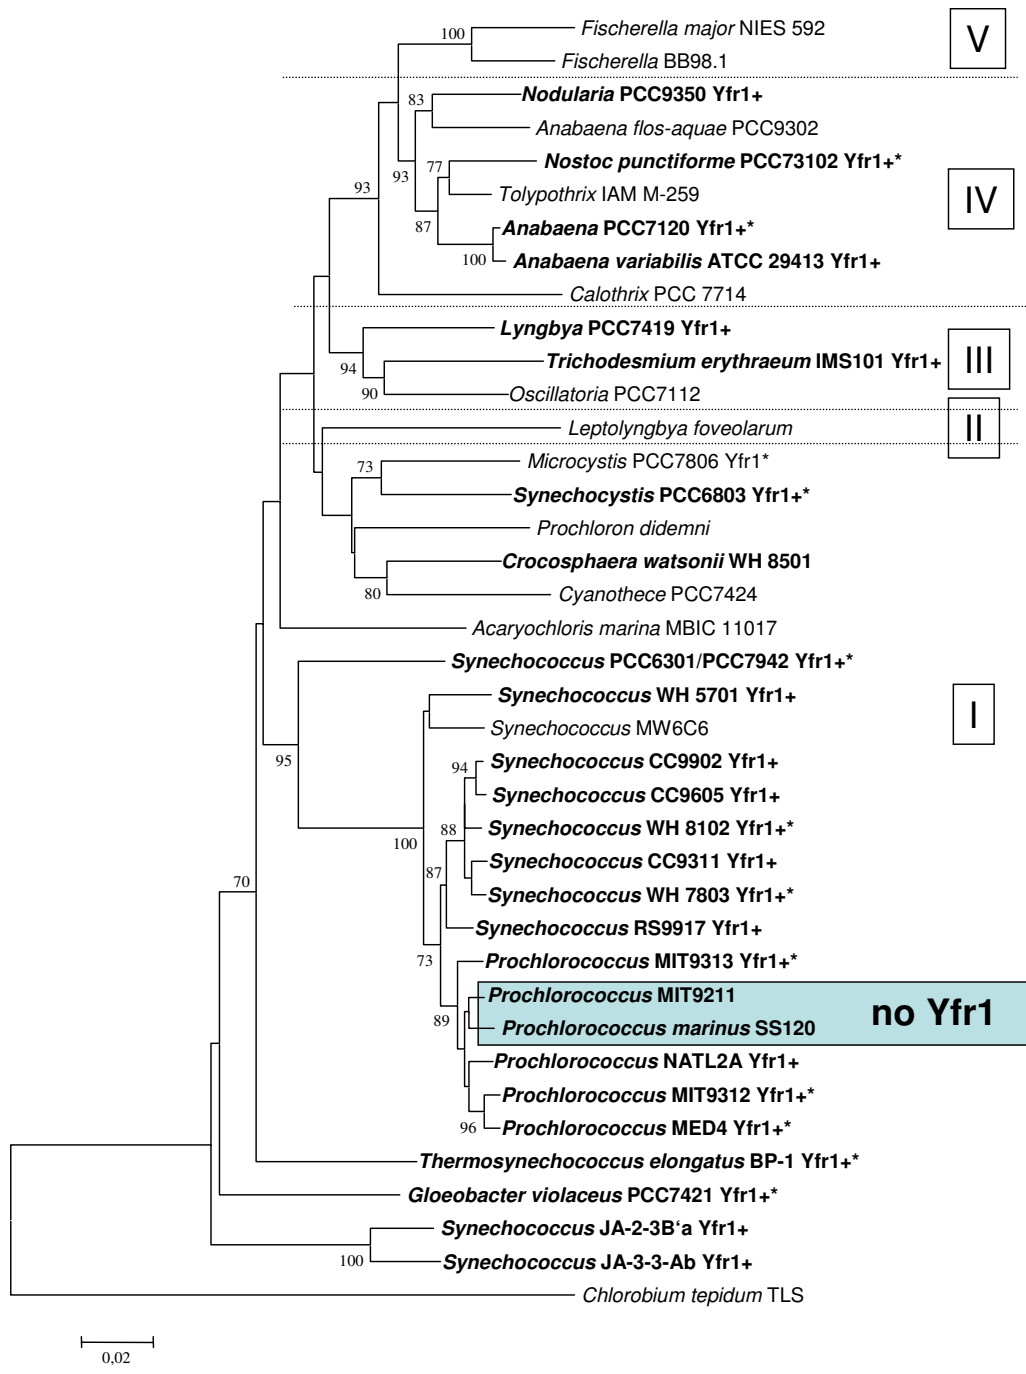 100
Fischerella major NIES 592
V
Fischerella BB98.1
83
Nodularia PCC9350 Yfr1+
Anabaena flos-aquae PCC9302
77
Nostoc punctiforme PCC73102 Yfr1+*
93
93
Tolypothrix IAM M-259
IV
87
Anabaena PCC7120 Yfr1+*
100
Anabaena variabilis ATCC 29413 Yfr1+
Calothrix PCC 7714
Lyngbya PCC7419 Yfr1+
94
Trichodesmium erythraeum IMS101 Yfr1+
III
90
Oscillatoria PCC7112
Leptolyngbya foveolarum
II
73
Microcystis PCC7806 Yfr1*
Synechocystis PCC6803 Yfr1+*
Prochloron didemni
Crocosphaera watsonii WH 8501
80
Cyanothece PCC7424
Acaryochloris marina MBIC 11017
Synechococcus PCC6301/PCC7942 Yfr1+*
Synechococcus WH 5701 Yfr1+
I
Synechococcus MW6C6
95
94
Synechococcus CC9902 Yfr1+
Synechococcus CC9605 Yfr1+
88
Synechococcus WH 8102 Yfr1+*
100
Synechococcus CC9311 Yfr1+
87
70
Synechococcus WH 7803 Yfr1+*
Synechococcus RS9917 Yfr1+
73
Prochlorococcus MIT9313 Yfr1+*
Prochlorococcus MIT9211
no Yfr1
89
Prochlorococcus marinus SS120
Prochlorococcus NATL2A Yfr1+
Prochlorococcus MIT9312 Yfr1+*
96
Prochlorococcus MED4 Yfr1+*
Thermosynechococcus elongatus BP-1 Yfr1+*
Gloeobacter violaceus PCC7421 Yfr1+*
Synechococcus JA-2-3B‘a Yfr1+
100
Synechococcus JA-3-3-Ab Yfr1+
Chlorobium tepidum TLS
0,02